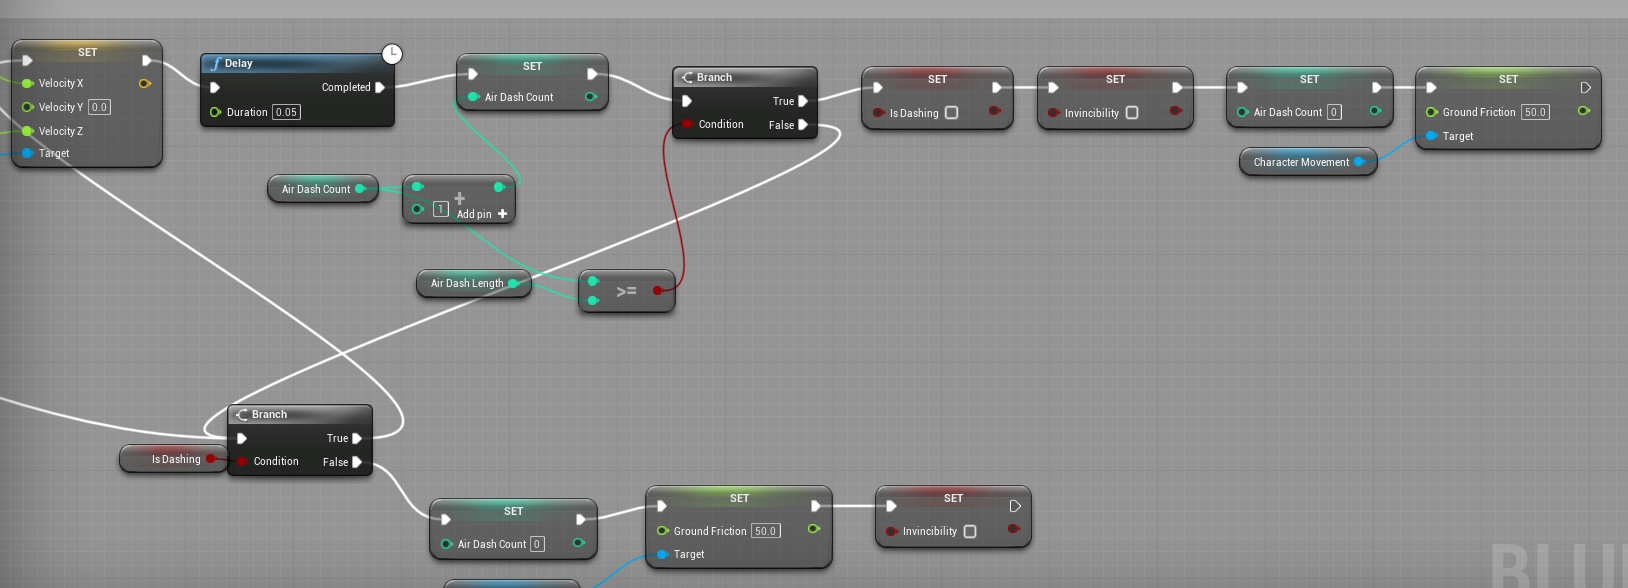 SET
Velocity X
Velocity Y 0.0
Velocity Z
Target
Delay
Completed
Duration 0.05
SET
Air Dash Count
Branch
True
Condition False
SET
Is Dashing
SET
Invincibility
SET
Air Dash Count 0
SET
Ground Friction 50.0
Target
Character Movement
Air Dash Count
+
1 Add pin +
Air Dash Length
>=
Branch
True
Is Dashing
Condition False
SET
Air Dash Count 0
SET
Ground Friction 50.0
Target
SET
Invincibility